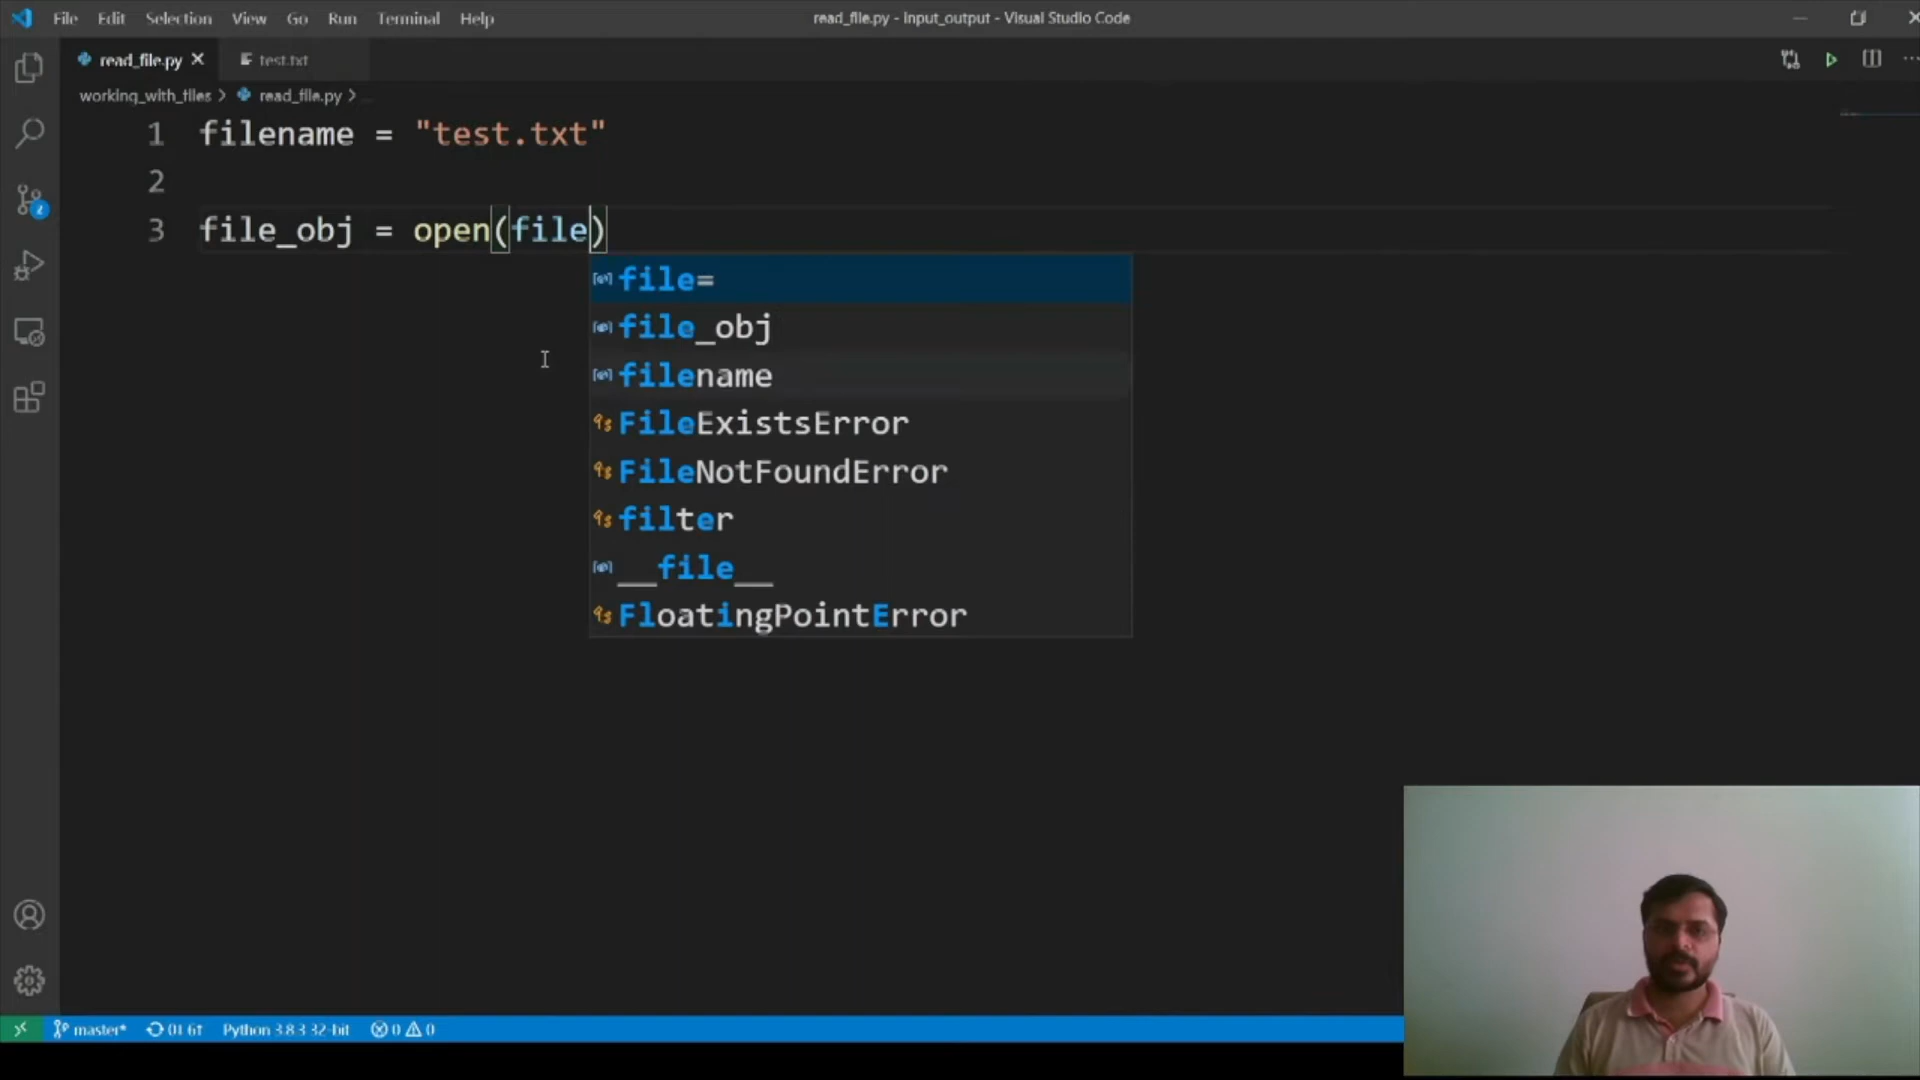 File Edit Selection View Go Run Terminal Help
read_file.py - input_output - Visual Studio Code
read_file.py
test.txt
working_with_files > read_file.py >
1 filename = "test.txt"
2
3 file_obj = open(file)
file=
file_obj
filename
FileExistsError
FileNotFoundError
filter
__file__
FloatingPointError
master* Python 3.8.3 32-bit 0 0